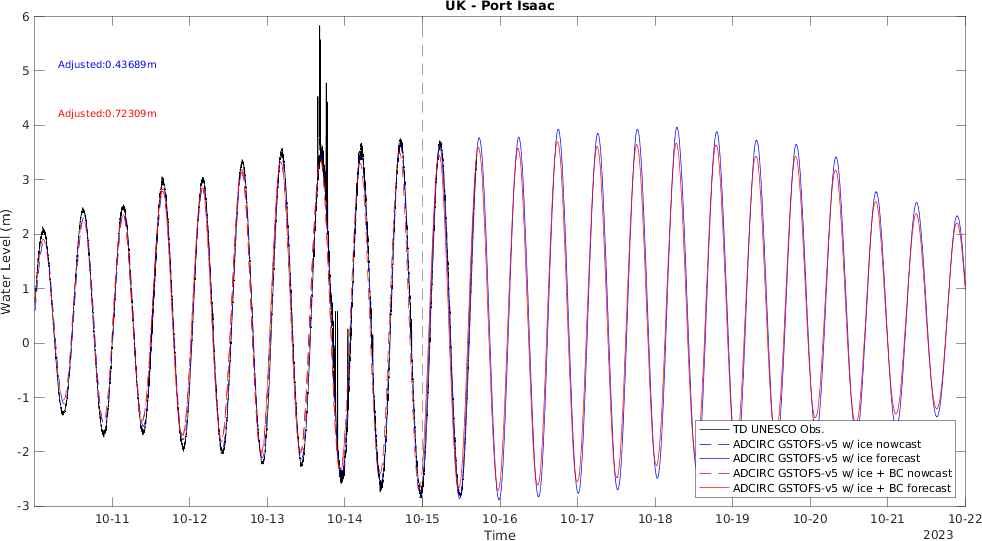 UK - Port Isaac
6
5
4
3
2
1
0
-1
-2
-3
Water Level (m)
Adjusted:0.43689m
Adjusted:0.72309m
TD UNESCO Obs.
ADCIRC GSTOFS-v5 w/ ice nowcast
ADCIRC GSTOFS-v5 w/ ice forecast
ADCIRC GSTOFS-v5 w/ ice + BC nowcast
ADCIRC GSTOFS-v5 w/ ice + BC forecast
10-11 10-12 10-13 10-14 10-15 10-16 10-17 10-18 10-19 10-20 10-21 10-22
Time
2023